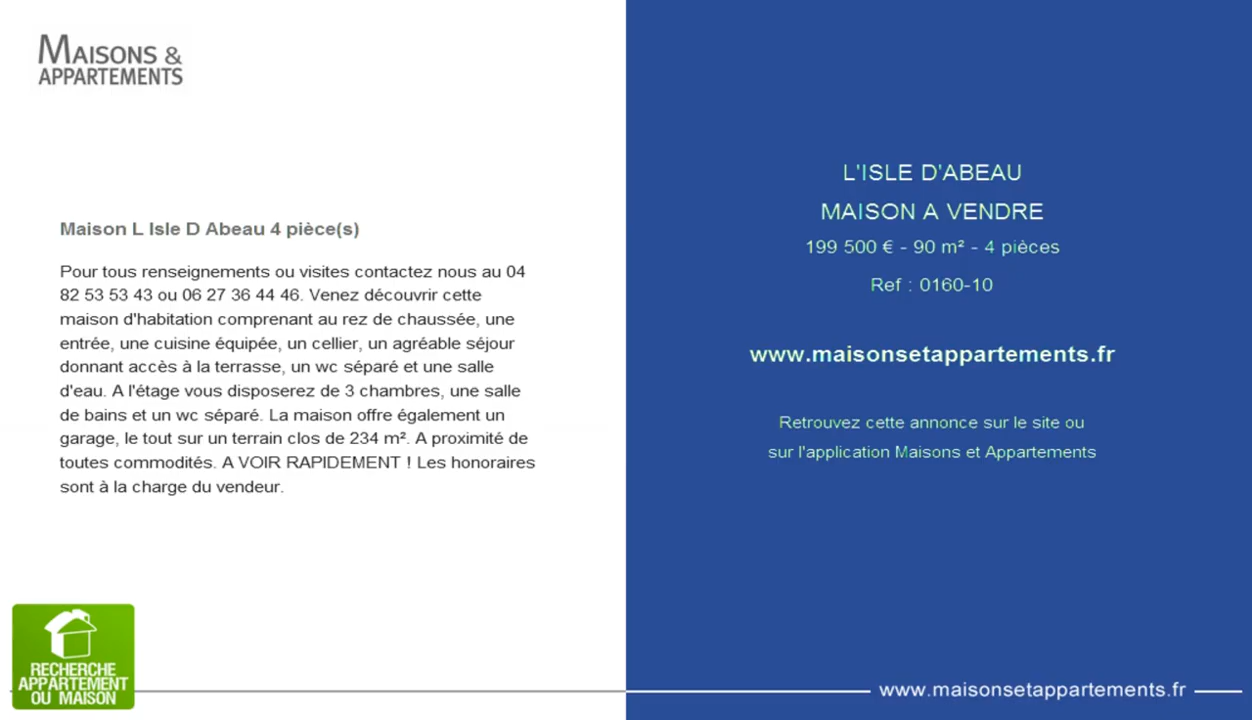 MAISONS &
APPARTEMENTS
Maison L Isle D Abeau 4 pièce(s)
Pour tous renseignements ou visites contactez nous au 04
82 53 53 43 ou 06 27 36 44 46. Venez découvrir cette
maison d'habitation comprenant au rez de chaussée, une
entrée, une cuisine équipée, un cellier, un agréable séjour
donnant accès à la terrasse, un wc séparé et une salle
d'eau. A l'étage vous disposerez de 3 chambres, une salle
de bains et un wc séparé. La maison offre également un
garage, le tout sur un terrain clos de 234 m². A proximité de
toutes commodités. A VOIR RAPIDEMENT ! Les honoraires
sont à la charge du vendeur.
RECHERCHE
APPARTEMENT
OU MAISON
L'ISLE D'ABEAU
MAISON A VENDRE
199 500 € - 90 m² - 4 pièces
Ref : 0160-10
www.maisonsetappartements.fr
Retrouvez cette annonce sur le site ou
sur l'application Maisons et Appartements
www.maisonsetappartements.fr